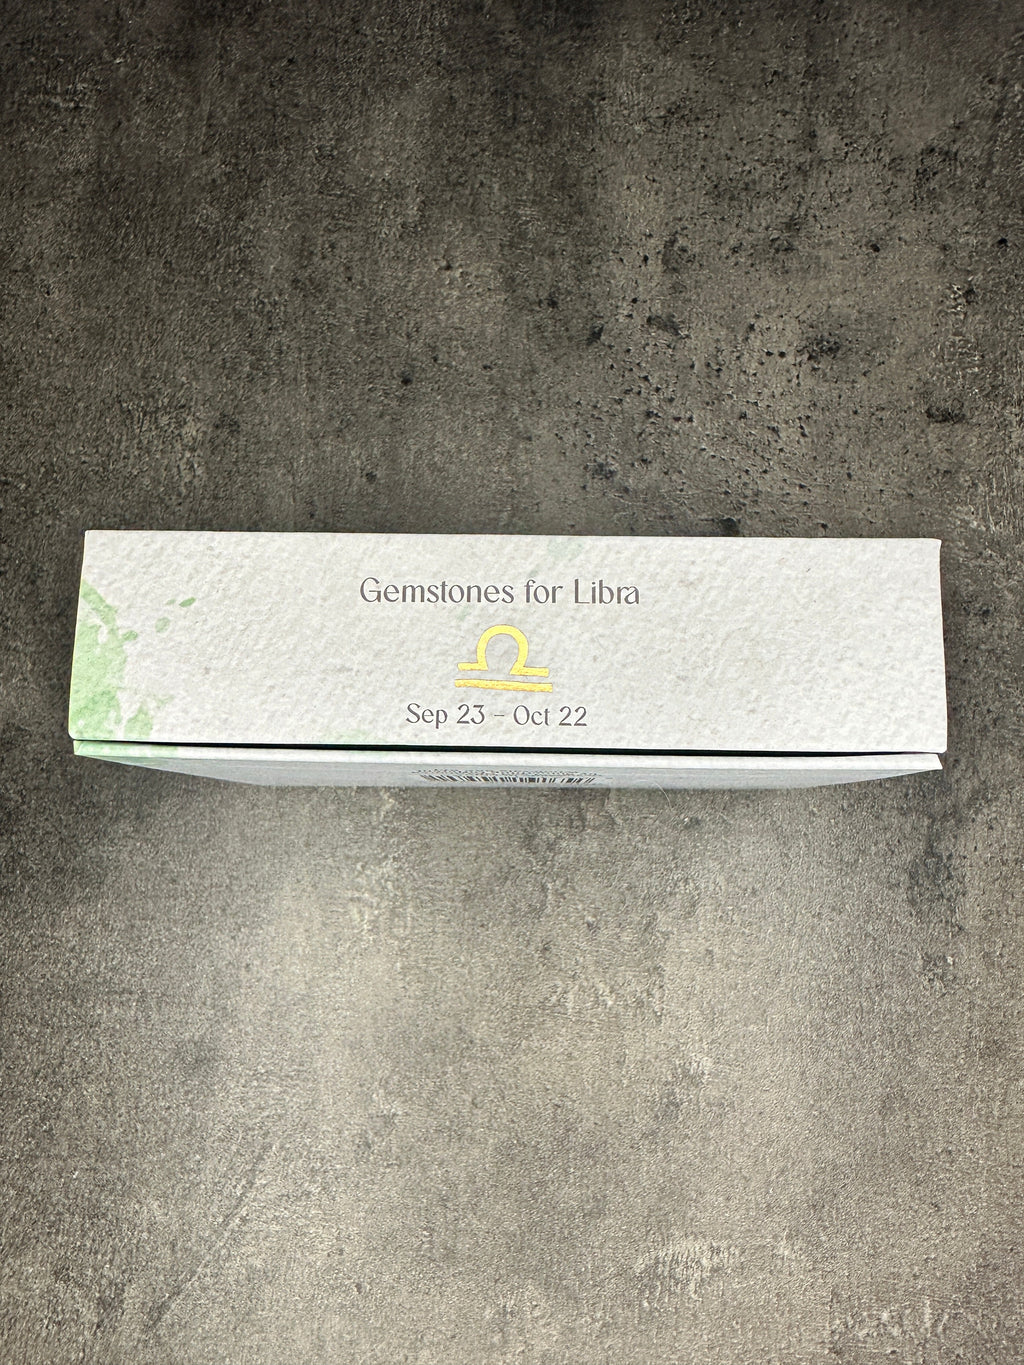 Gemstones for Libra
Sep 23 – Oct 22